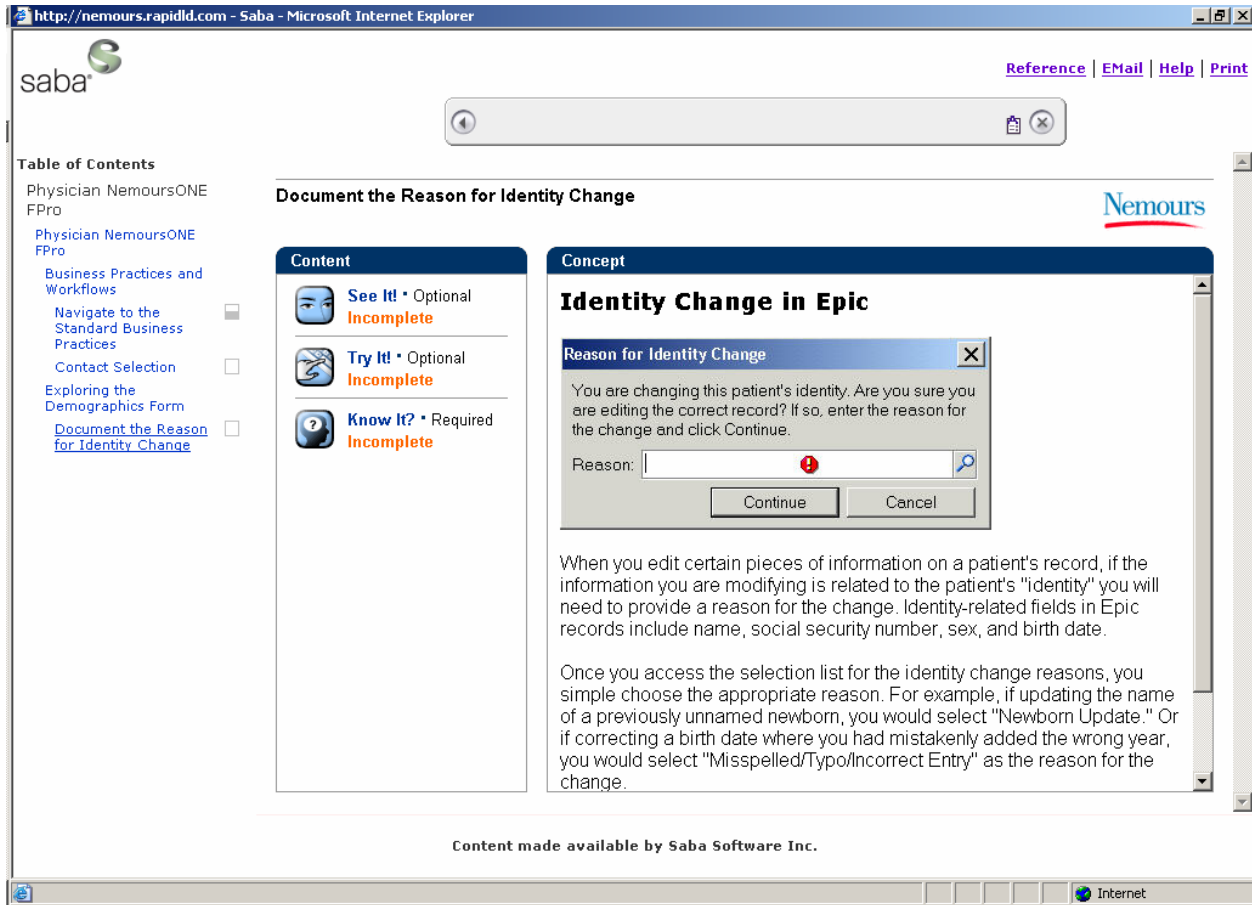 http://nemours.rapidld.com - Saba - Microsoft Internet Explorer
saba
Reference | EMail | Help | Print
Table of Contents
Physician NemoursONE
FPro
Physician NemoursONE
FPro
Business Practices and
Workflows
Navigate to the
Standard Business
Practices
Contact Selection
Exploring the
Demographics Form
Document the Reason
for Identity Change
Document the Reason for Identity Change
Nemours
Content
See It! • Optional
Incomplete
Try It! • Optional
Incomplete
Know It? • Required
Incomplete
Concept
Identity Change in Epic
Reason for Identity Change
You are changing this patient's identity. Are you sure you
are editing the correct record? If so, enter the reason for
the change and click Continue.
Reason:
Continue
Cancel
When you edit certain pieces of information on a patient's record, if the
information you are modifying is related to the patient's "identity" you will
need to provide a reason for the change. Identity-related fields in Epic
records include name, social security number, sex, and birth date.
Once you access the selection list for the identity change reasons, you
simple choose the appropriate reason. For example, if updating the name
of a previously unnamed newborn, you would select "Newborn Update." Or
if correcting a birth date where you had mistakenly added the wrong year,
you would select "Misspelled/Typo/Incorrect Entry" as the reason for the
change.
Content made available by Saba Software Inc.
Internet